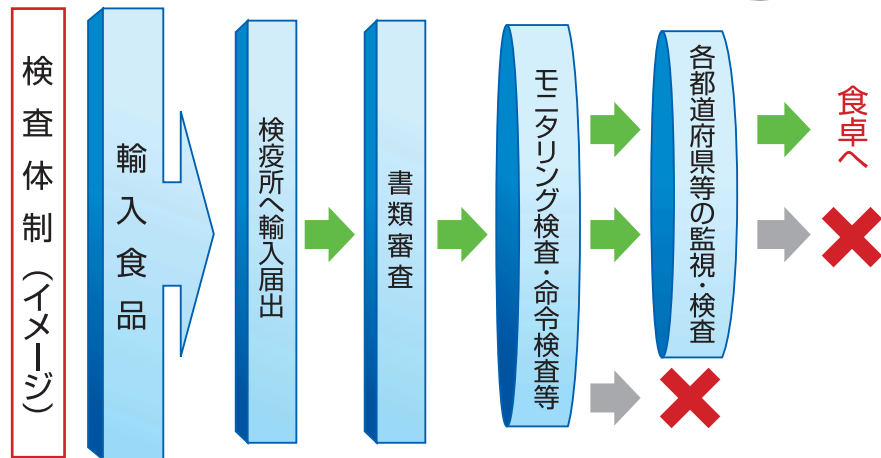 検査体制（イメージ）
輸入食品
検疫所へ輸入届出
書類審査
モニタリング検査・命令検査等
各都道府県等の監視・検査
食卓へ